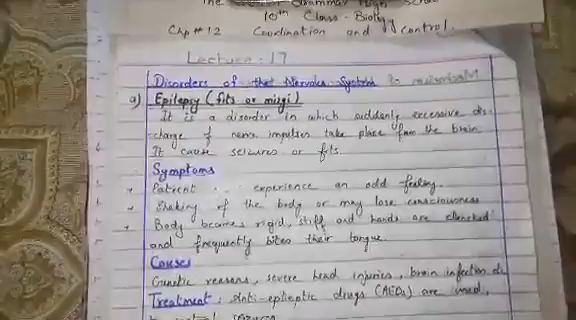 The Grammar High School
10th Class - Biology
Chp # 12 Coordination and Control.
Lecture : 17
Disorders of the Nervous System
a) Epilepsy (fits or mirgi)
It is a disorder in which suddenly excessive dis-
charge of nerve impulses take place from the brain.
It cause seizures or fits.
Symptoms
Patient experience an odd feeling.
Shaking of the body or may lose consciousness
Body becomes rigid, stiff and hands are clenched
and frequently bites their tongue.
Causes
Genetic reasons, severe head injuries, brain infection
Treatment : Anti-epileptic drugs (AEDs) are used,